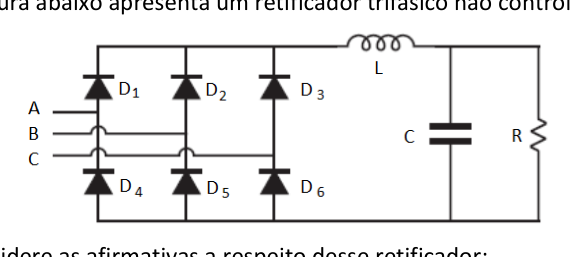 ura abaixo apresenta um retificador trifásico não control
L
D1 D2 D3
A
B
C
C R
D4 D5 D6
idere as afirmativas a respeito desse retificador: